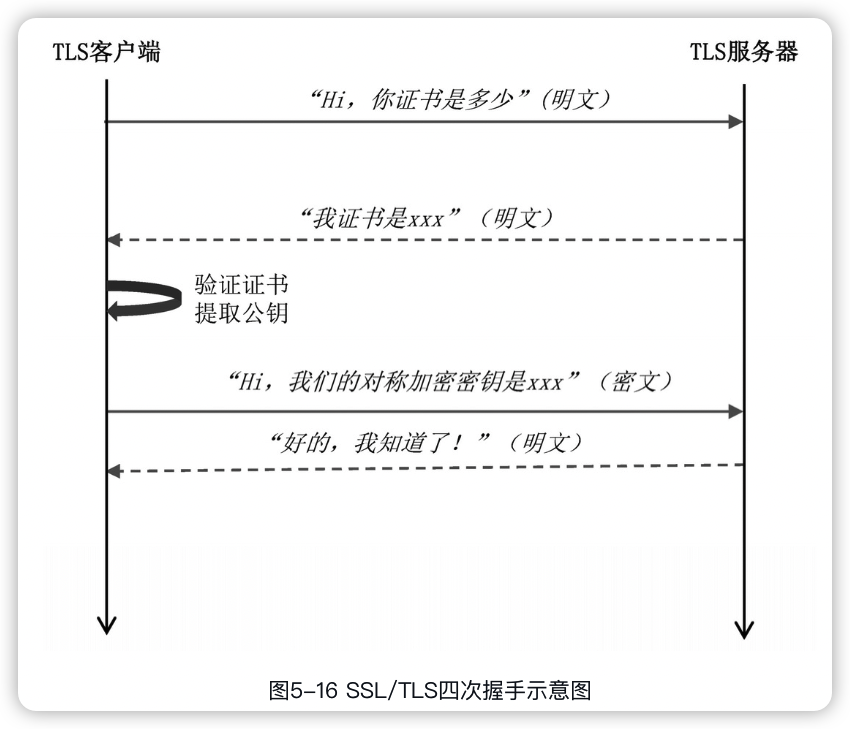 TLS客户端
TLS服务器
“Hi，你证书是多少”(明文)
“我证书是xxx”（明文）
验证证书
提取公钥
“Hi，我们的对称加密密钥是xxx”（密文）
“好的，我知道了！”（明文）
图5-16 SSL/TLS四次握手示意图